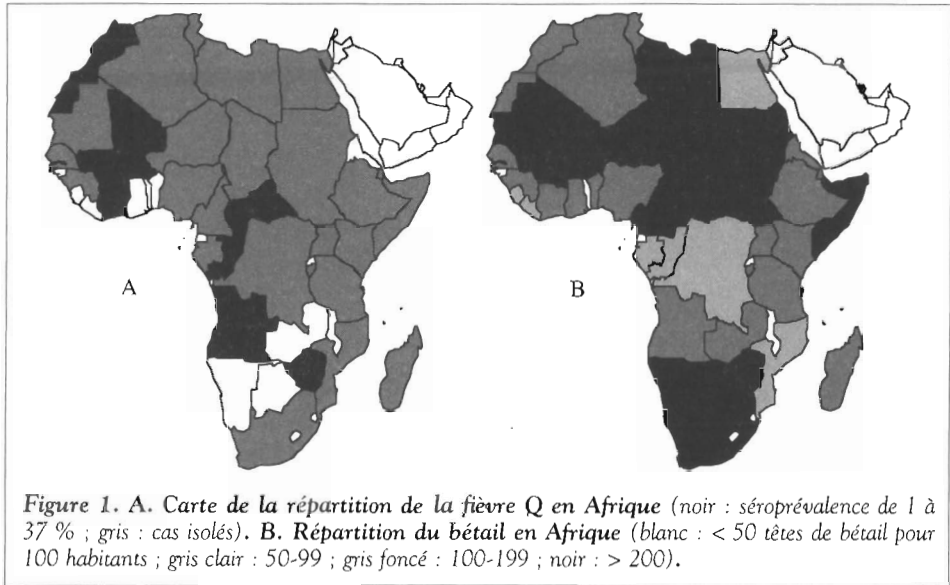 A
B
Figure 1. A. Carte de la répartition de la fièvre Q en Afrique (noir : séroprévalence de 1 à
37 % ; gris : cas isolés). B. Répartition du bétail en Afrique (blanc : < 50 têtes de bétail pour
100 habitants ; gris clair : 50-99 ; gris foncé : 100-199 ; noir : > 200).